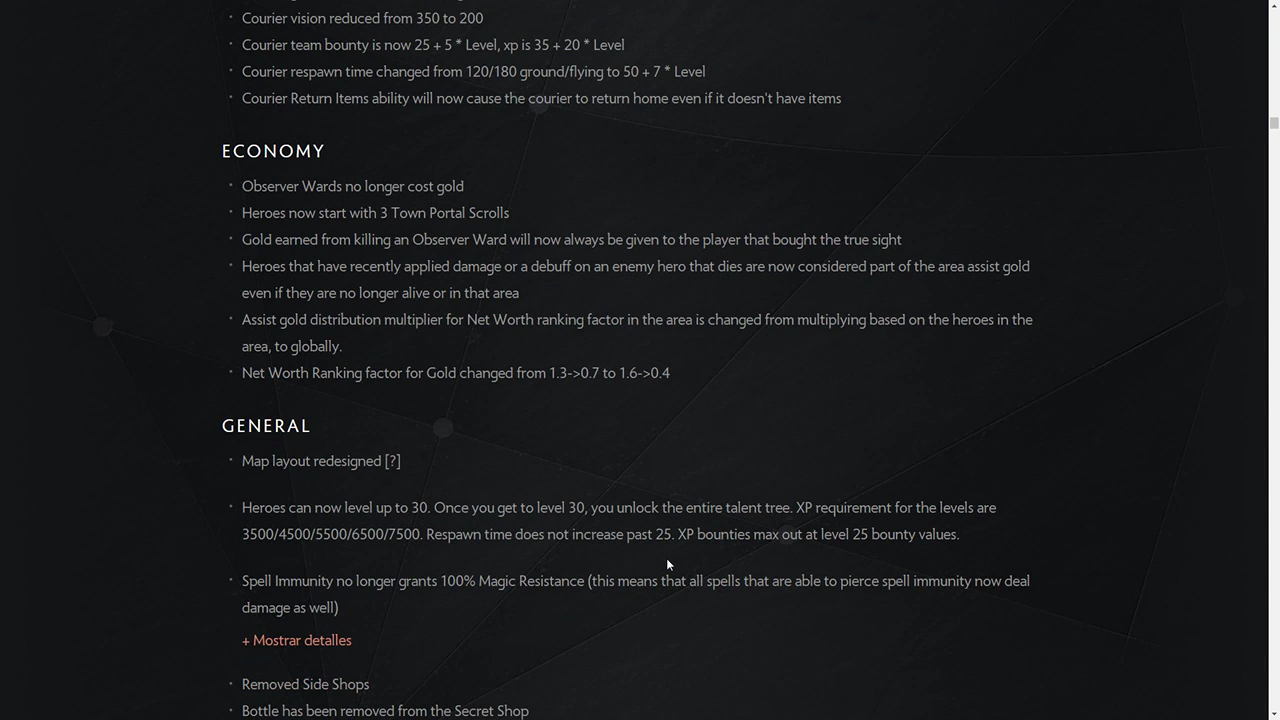 Courier vision reduced from 350 to 200
Courier team bounty is now 25 + 5 * Level, xp is 35 + 20 * Level
Courier respawn time changed from 120/180 ground/flying to 50 + 7 * Level
Courier Return Items ability will now cause the courier to return home even if it doesn't have items
ECONOMY
Observer Wards no longer cost gold
Heroes now start with 3 Town Portal Scrolls
Gold earned from killing an Observer Ward will now always be given to the player that bought the true sight
Heroes that have recently applied damage or a debuff on an enemy hero that dies are now considered part of the area assist gold
even if they are no longer alive or in that area
Assist gold distribution multiplier for Net Worth ranking factor in the area is changed from multiplying based on the heroes in the
area, to globally.
Net Worth Ranking factor for Gold changed from 1.3->0.7 to 1.6->0.4
GENERAL
Map layout redesigned [?]
Heroes can now level up to 30. Once you get to level 30, you unlock the entire talent tree. XP requirement for the levels are
3500/4500/5500/6500/7500. Respawn time does not increase past 25. XP bounties max out at level 25 bounty values.
Spell Immunity no longer grants 100% Magic Resistance (this means that all spells that are able to pierce spell immunity now deal
damage as well)
+ Mostrar detalles
Removed Side Shops
Bottle has been removed from the Secret Shop